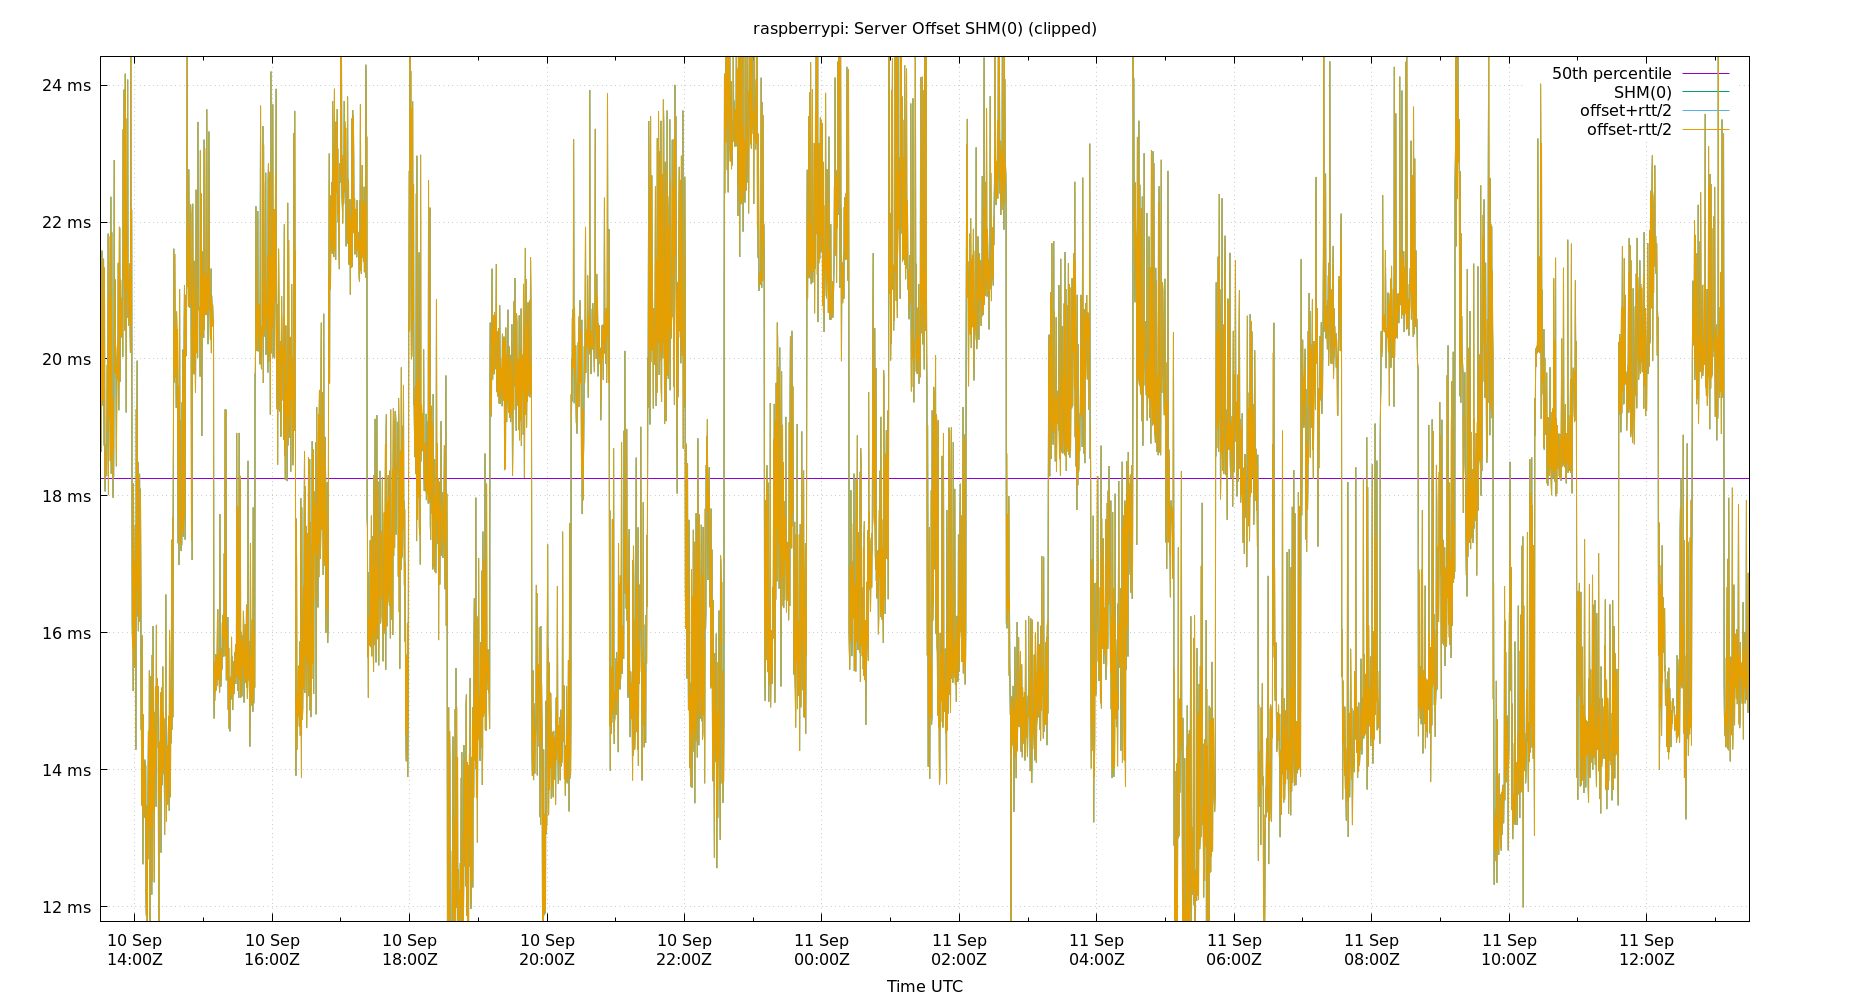 raspberrypi: Server Offset SHM(0) (clipped)
50th percentile
SHM(0)
offset+rtt/2
offset-rtt/2
24 ms
22 ms
20 ms
18 ms
16 ms
14 ms
12 ms
10 Sep 10 Sep 10 Sep 10 Sep 10 Sep 11 Sep 11 Sep 11 Sep 11 Sep 11 Sep 11 Sep 11 Sep
14:00Z 16:00Z 18:00Z 20:00Z 22:00Z 00:00Z 02:00Z 04:00Z 06:00Z 08:00Z 10:00Z 12:00Z
Time UTC